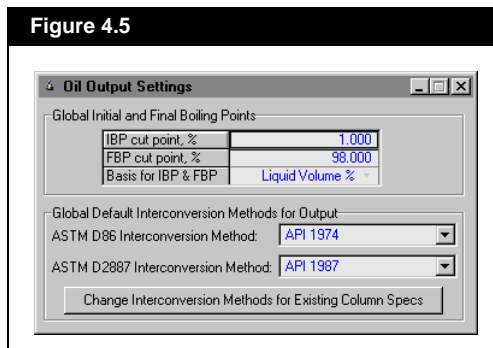 Figure 4.5
Oil Output Settings
Global Initial and Final Boiling Points
IBP cut point, % 1.000
FBP cut point, % 98.000
Basis for IBP & FBP Liquid Volume %
Global Default Interconversion Methods for Output
ASTM D86 Interconversion Method: API 1974
ASTM D2887 Interconversion Method: API 1987
Change Interconversion Methods for Existing Column Specs